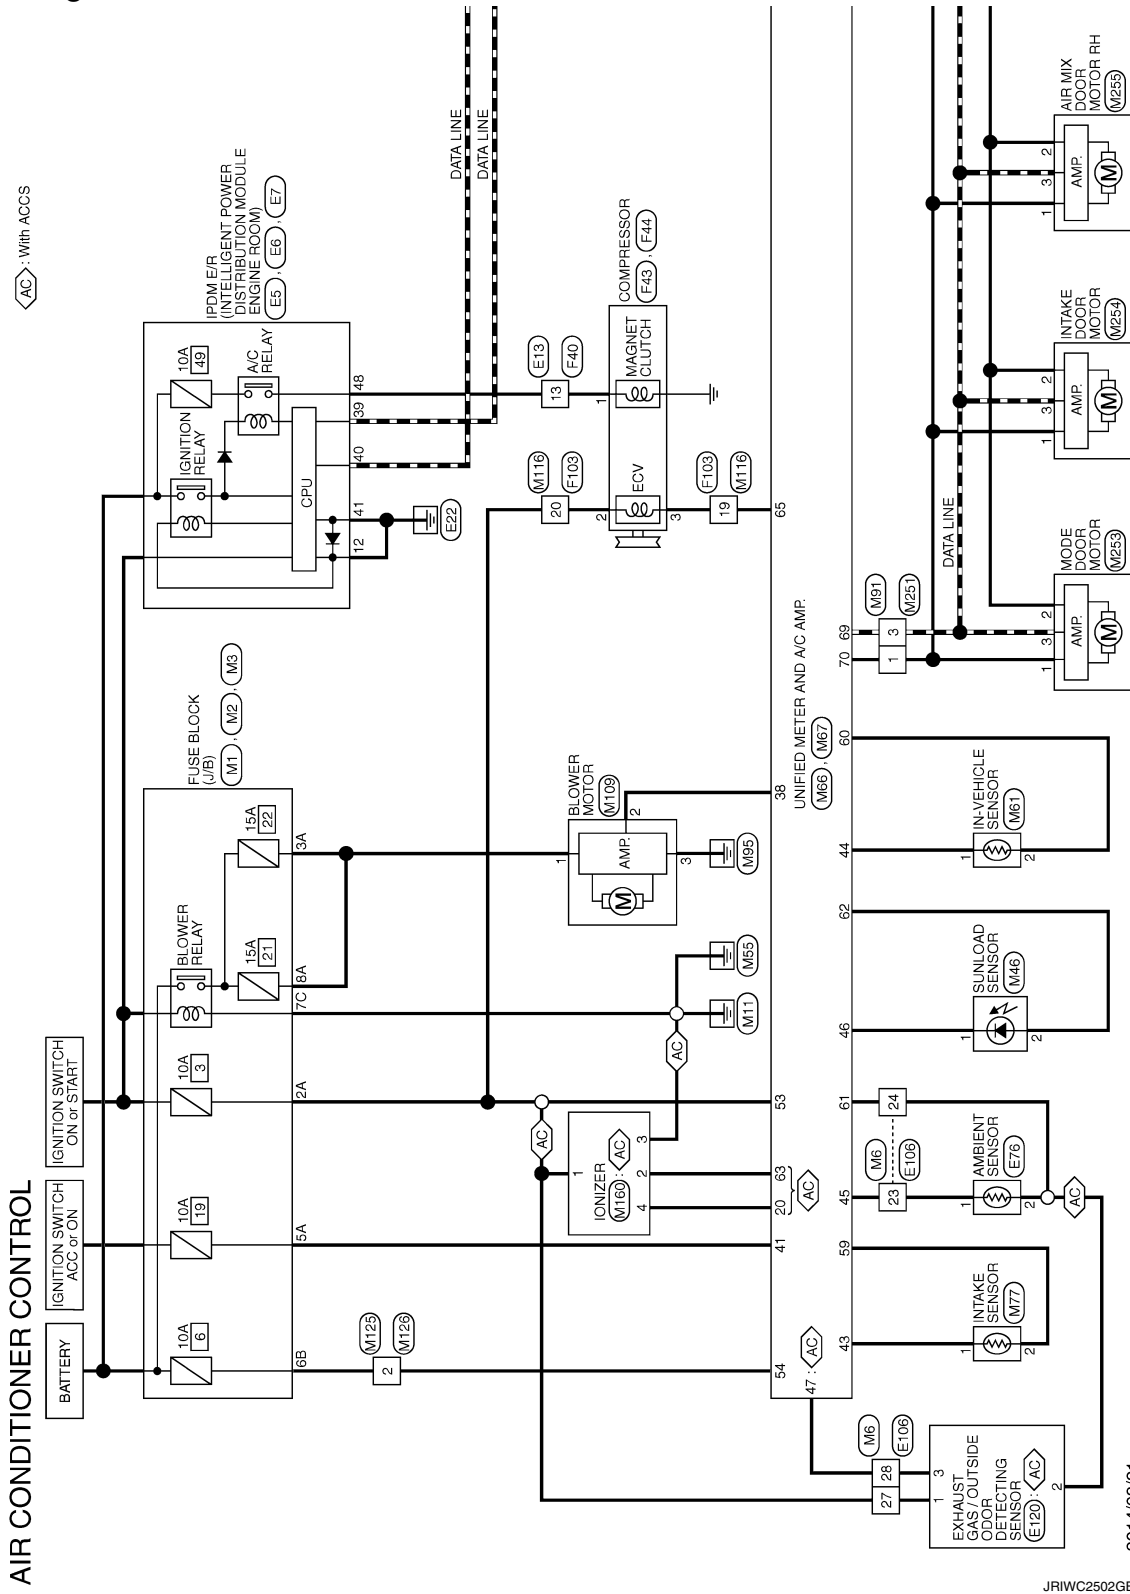 AIR CONDITIONER CONTROL
AC : With ACCS
BATTERY
IGNITION SWITCH
ACC or ON
IGNITION SWITCH
ON or START
10A
6
10A
19
10A
3
BLOWER
RELAY
15A
21
15A
22
FUSE BLOCK
(J/B)
M1 , M2 , M3
6B
5A
2A
7C
8A
3A
IGNITION
RELAY
10A
49
A/C
RELAY
CPU
IPDM E/R
(INTELLIGENT POWER
DISTRIBUTION MODULE
ENGINE ROOM)
E5 , E6 , E7
12
41
40
39
48
E22
DATA LINE
DATA LINE
2
M125
M126
AC
IONIZER
M160 : AC
1
4
2
3
AC
M11
M55
BLOWER
MOTOR
M109
M
AMP.
1
2
3
M95
20
M116
F103
13
E13
F40
COMPRESSOR
F43 , F44
2
ECV
3
1
MAGNET
CLUTCH
19
F103
M116
54
41
20
63
AC
53
38
65
UNIFIED METER AND A/C AMP.
M66 , M67
47 : AC
43
59
45
61
46
62
44
60
70
69
27
28
M6
E106
23
24
M6
E106
1
3
M91
M251
DATA LINE
EXHAUST
GAS / OUTSIDE
ODOR
DETECTING
SENSOR
E120 : AC
1
3
2
INTAKE
SENSOR
M77
1
2
AMBIENT
SENSOR
E76
1
2
AC
SUNLOAD
SENSOR
M46
1
2
IN-VEHICLE
SENSOR
M61
1
2
MODE
DOOR
MOTOR
M253
1
3
2
AMP.
M
INTAKE
DOOR
MOTOR
M254
1
3
2
AMP.
M
AIR MIX
DOOR
MOTOR RH
M255
1
3
2
AMP.
M